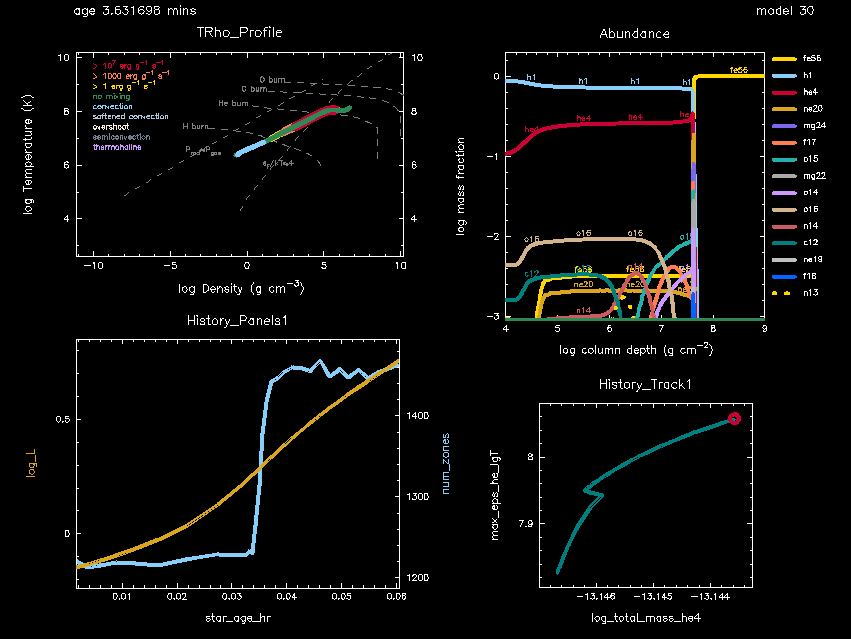 age 3.631698 mins
model 30
TRho_Profile
> 10⁷ erg g⁻¹ s⁻¹
> 1000 erg g⁻¹ s⁻¹
> 1 erg g⁻¹ s⁻¹
no mixing
convection
softened convection
overshoot
semiconvection
thermohaline
O burn
C burn
He burn
H burn
log Temperature (K)
10
8
6
4
10
8
6
4
−10
−5
0
5
10
log Density (g cm⁻³)
Abundance
fe56
h1
h1
h1
h1
he4
he4
he4
o16
o16
o16
c12
fe56
ne20
ne20
n14
log mass fraction
0
−1
−2
−3
4
5
6
7
8
9
log column depth (g cm⁻²)
fe56
h1
he4
ne20
mg24
f17
o15
mg22
o14
o16
n14
c12
ne19
f18
n13
History_Panels1
log_L
0.5
0
num_zones
1400
1300
1200
0.01
0.02
0.03
0.04
0.05
0.06
star_age_hr
History_Track1
max_eps_he_lgT
8
7.9
−13.146
−13.145
−13.144
log_total_mass_he4